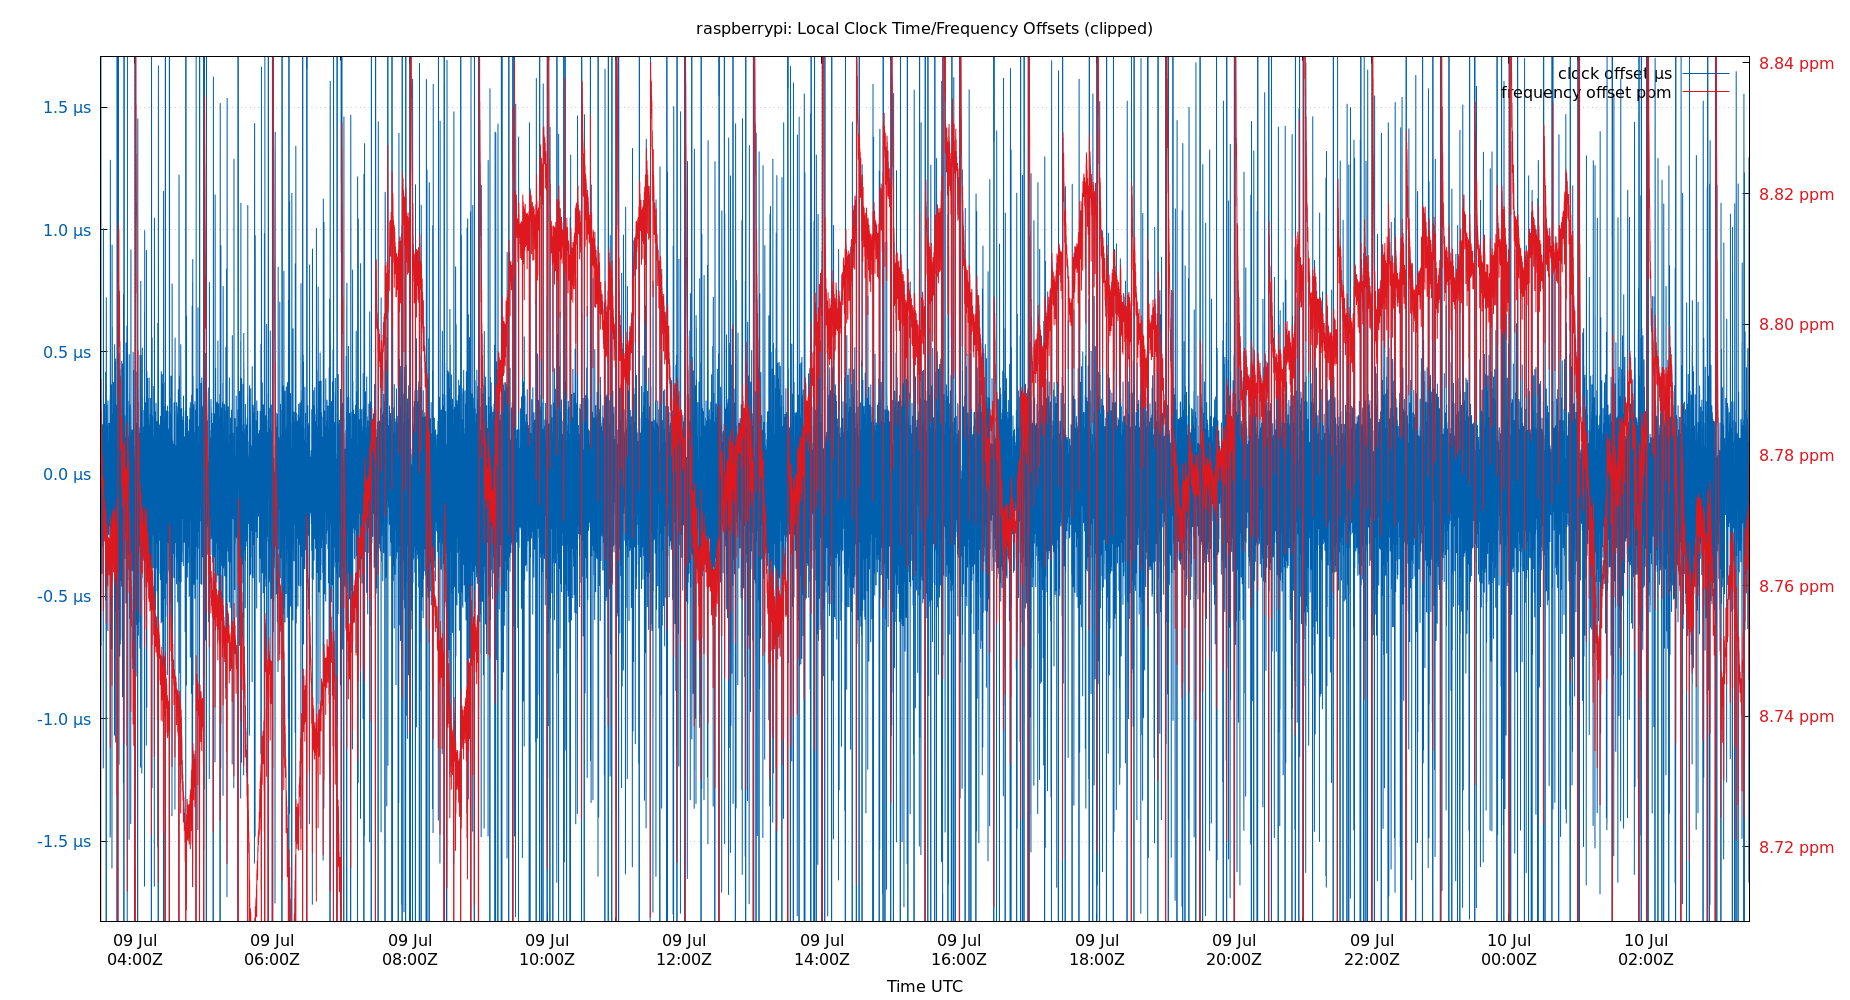 raspberrypi: Local Clock Time/Frequency Offsets (clipped)
clock offset µs
frequency offset ppm
1.5 µs
1.0 µs
0.5 µs
0.0 µs
-0.5 µs
-1.0 µs
-1.5 µs
8.84 ppm
8.82 ppm
8.80 ppm
8.78 ppm
8.76 ppm
8.74 ppm
8.72 ppm
09 Jul 09 Jul 09 Jul 09 Jul 09 Jul 09 Jul 09 Jul 09 Jul 09 Jul 09 Jul 10 Jul 10 Jul
04:00Z 06:00Z 08:00Z 10:00Z 12:00Z 14:00Z 16:00Z 18:00Z 20:00Z 22:00Z 00:00Z 02:00Z
Time UTC